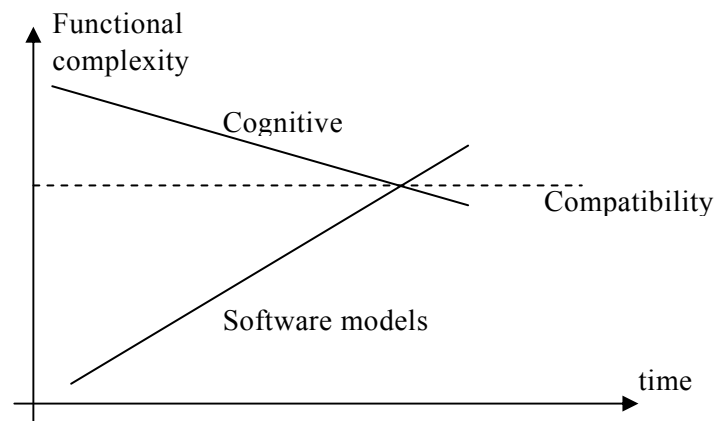 Functional
complexity
Cognitive
Compatibility
Software models
time